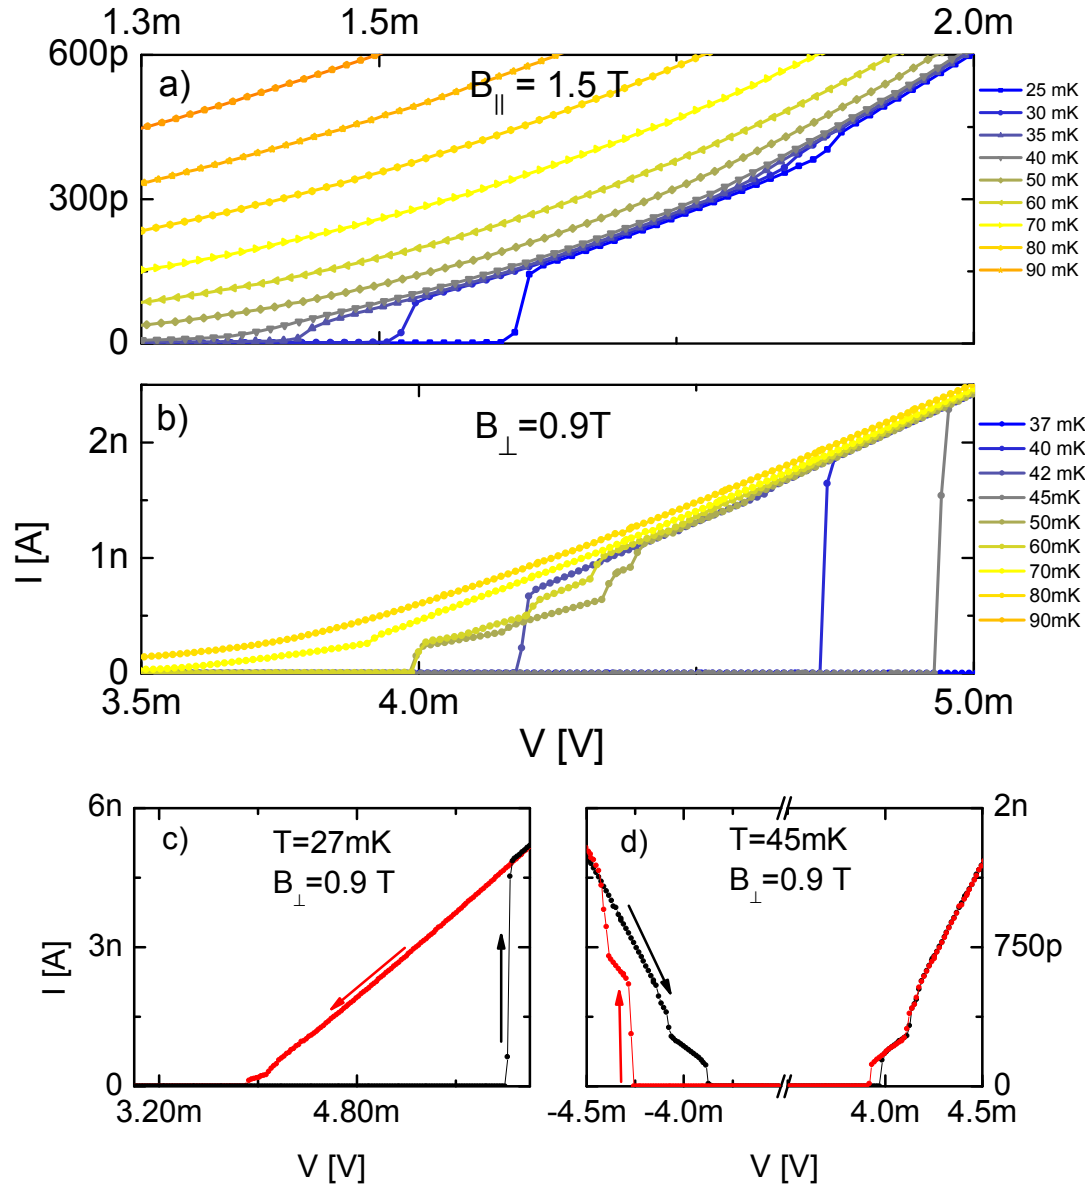 1.3m 1.5m 2.0m
600p
300p
0
a)
B|| = 1.5 T
25 mK
30 mK
35 mK
40 mK
50 mK
60 mK
70 mK
80 mK
90 mK
b)
B⊥=0.9T
2n
1n
0
I [A]
37 mK
40 mK
42 mK
45mK
50mK
60mK
70mK
80mK
90mK
3.5m 4.0m 5.0m
V [V]
6n
3n
0
I [A]
c)
T=27mK
B⊥=0.9 T
3.20m 4.80m
V [V]
d)
T=45mK
B⊥=0.9 T
2n
750p
0
-4.5m -4.0m 4.0m 4.5m
V [V]